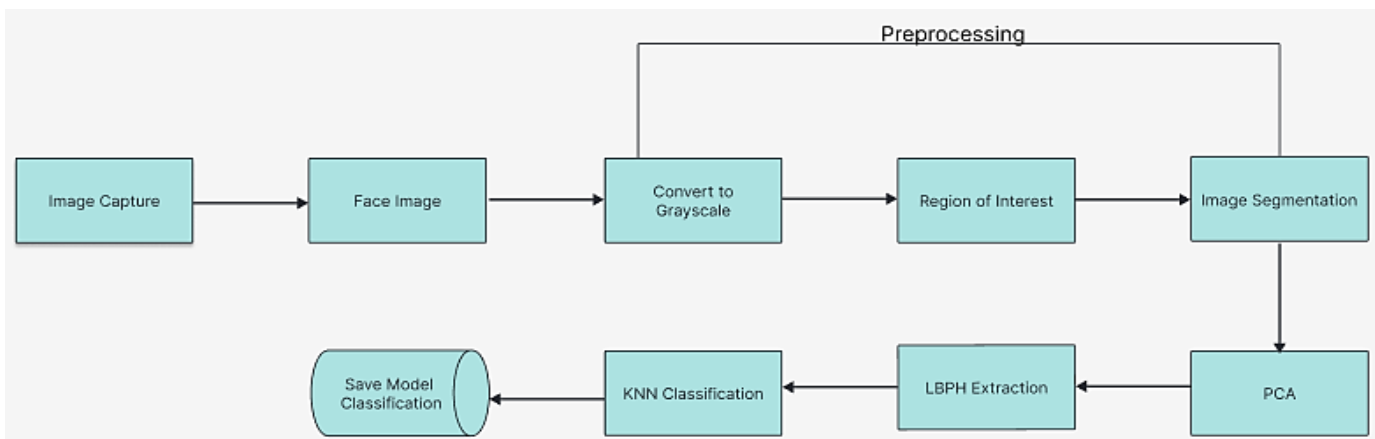 Preprocessing
Image Capture
Face Image
Convert to
Grayscale
Region of Interest
Image Segmentation
Save Model
Classification
KNN Classification
LBPH Extraction
PCA